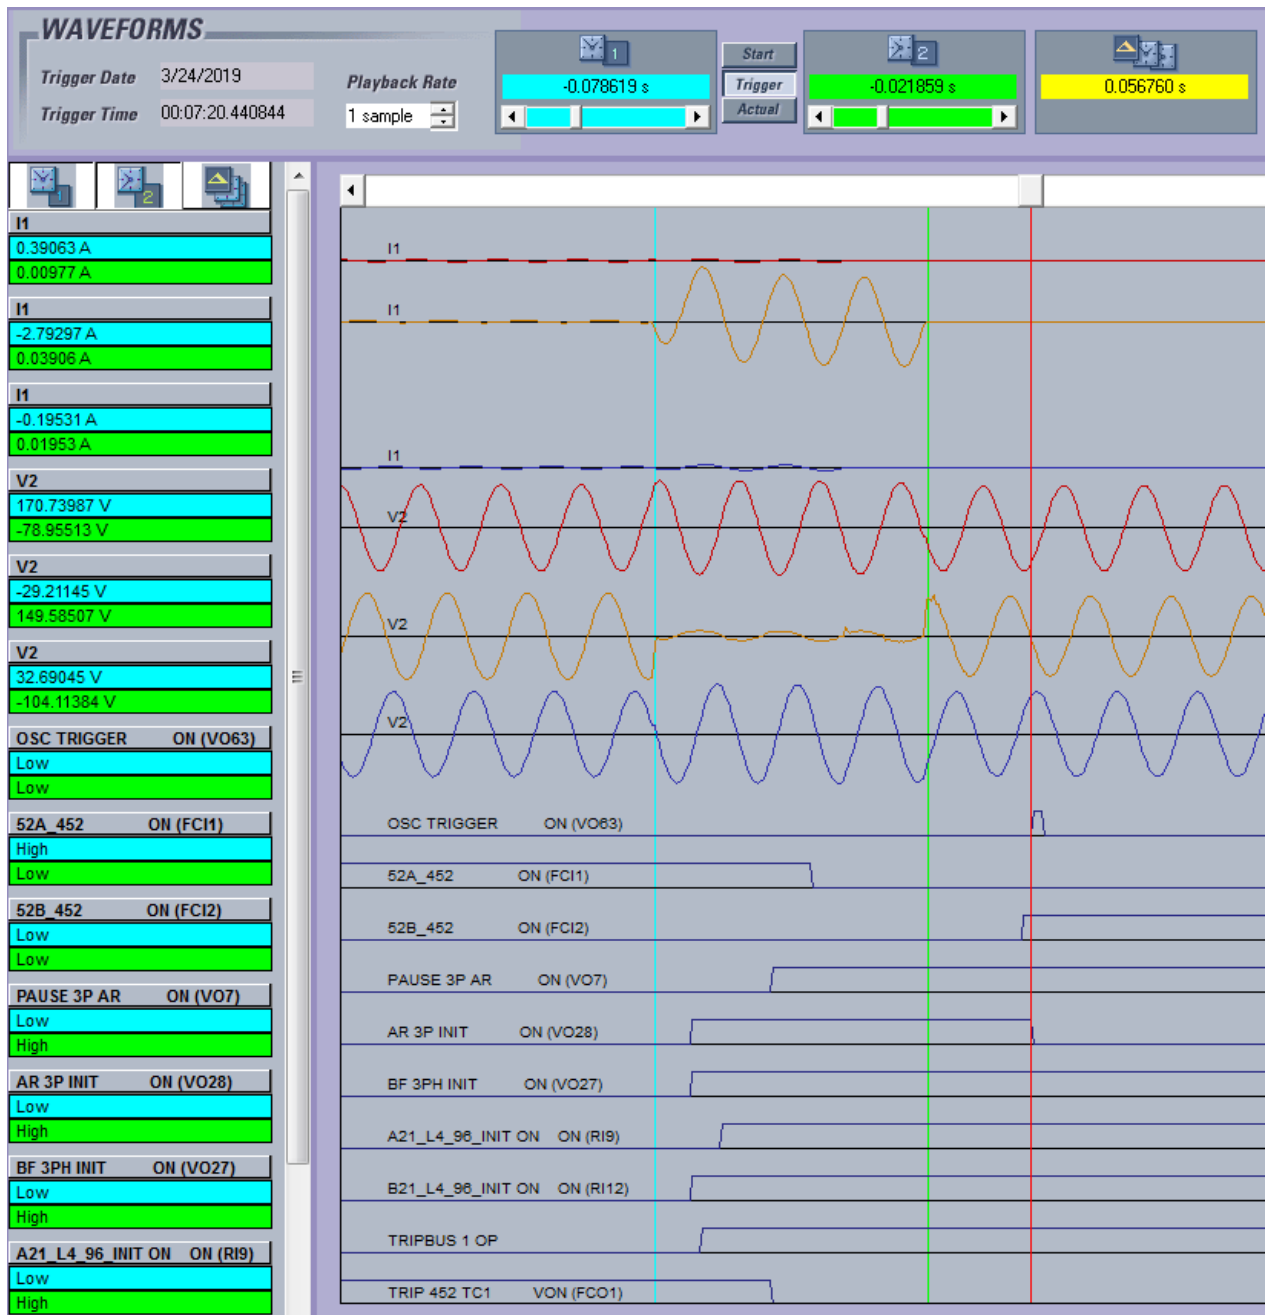 WAVEFORMS
Trigger Date 3/24/2019
Trigger Time 00:07:20.440844
Playback Rate
1 sample
1
-0.078619 s
Start
Trigger
Actual
2
-0.021859 s
0.056760 s
1
2
I1
0.39063 A
0.00977 A
I1
-2.79297 A
0.03906 A
I1
-0.19531 A
0.01953 A
V2
170.73987 V
-78.95513 V
V2
-29.21145 V
149.58507 V
V2
32.69045 V
-104.11384 V
OSC TRIGGER ON (VO63)
Low
Low
52A_452 ON (FCI1)
High
Low
52B_452 ON (FCI2)
Low
Low
PAUSE 3P AR ON (VO7)
Low
High
AR 3P INIT ON (VO28)
Low
High
BF 3PH INIT ON (VO27)
Low
High
A21_L4_96_INIT ON ON (RI9)
Low
High
I1
I1
I1
V2
V2
V2
OSC TRIGGER ON (VO63)
52A_452 ON (FCI1)
52B_452 ON (FCI2)
PAUSE 3P AR ON (VO7)
AR 3P INIT ON (VO28)
BF 3PH INIT ON (VO27)
A21_L4_96_INIT ON ON (RI9)
B21_L4_96_INIT ON ON (RI12)
TRIPBUS 1 OP
TRIP 452 TC1 VON (FCO1)